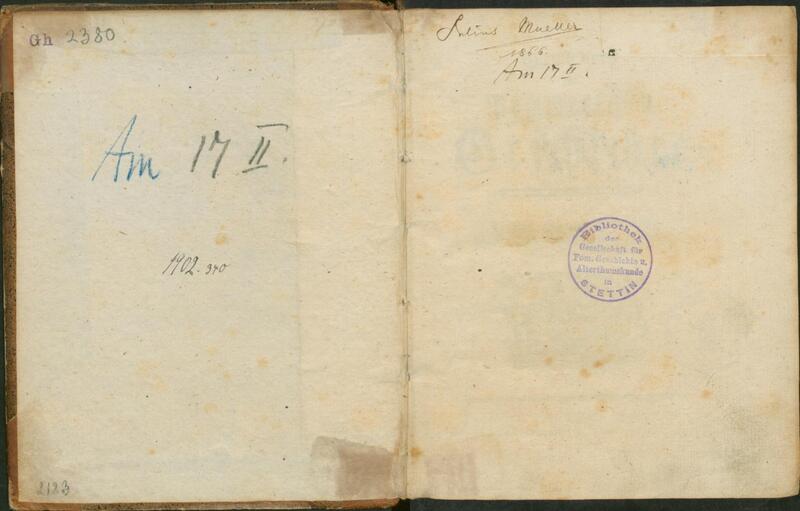 Gh 2380
Am 17 II.
1902. 340
2123
Julius Mueller
1866.
Am 17 II.
Bibliothek
der
Gesellschaft für
Pom. Geschichte u.
Alterthumskunde
in
STETTIN